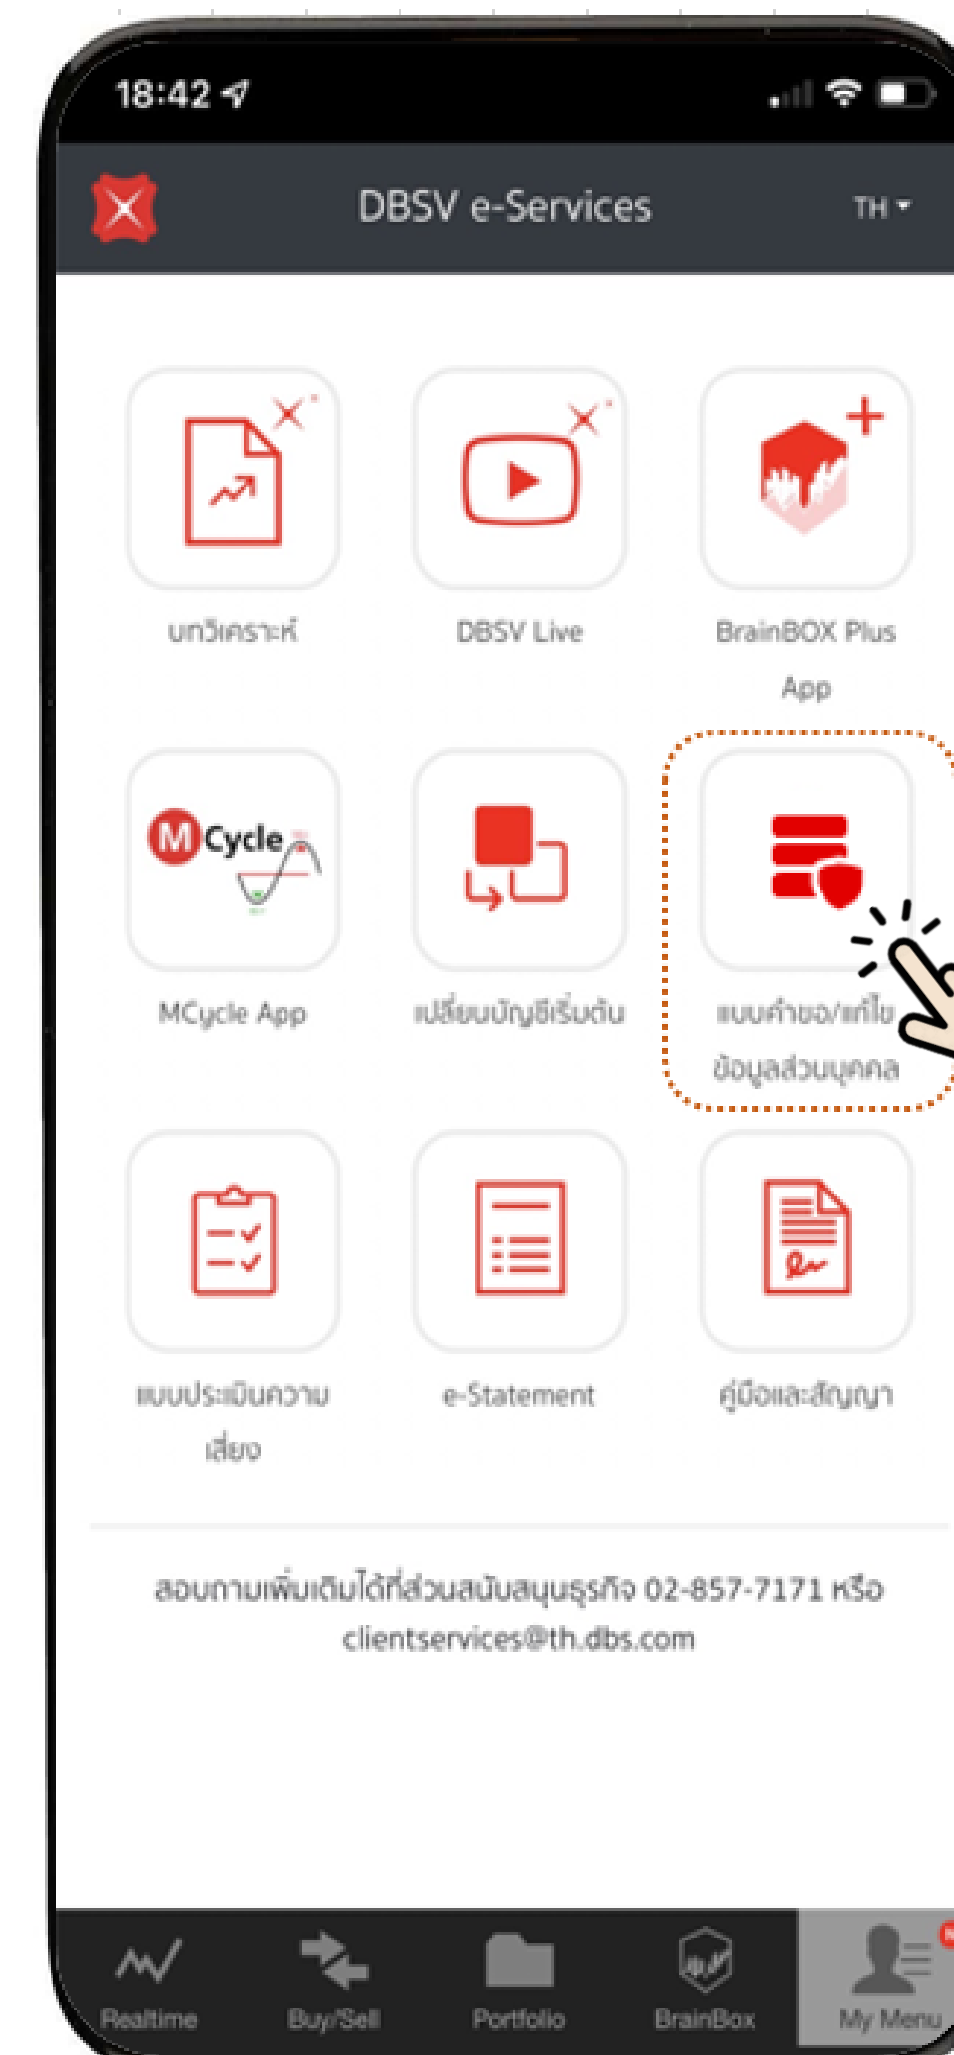 18:42
DBSV e-Services
TH
บทวิเคราะห์
DBSV Live
BrainBOX Plus
App
M Cycle
MCycle App
เปลี่ยนบัญชีเริ่มต้น
แบบคำขอ/แก้ไข
ข้อมูลส่วนบุคคล
แบบประเมินความ
เสี่ยง
e-Statement
คู่มือและสัญญา
สอบถามเพิ่มเติมได้ที่ส่วนสนับสนุนธุรกิจ 02-857-7171 หรือ
clientservices@th.dbs.com
Realtime
Buy/Sell
Portfolio
BrainBox
My Menu